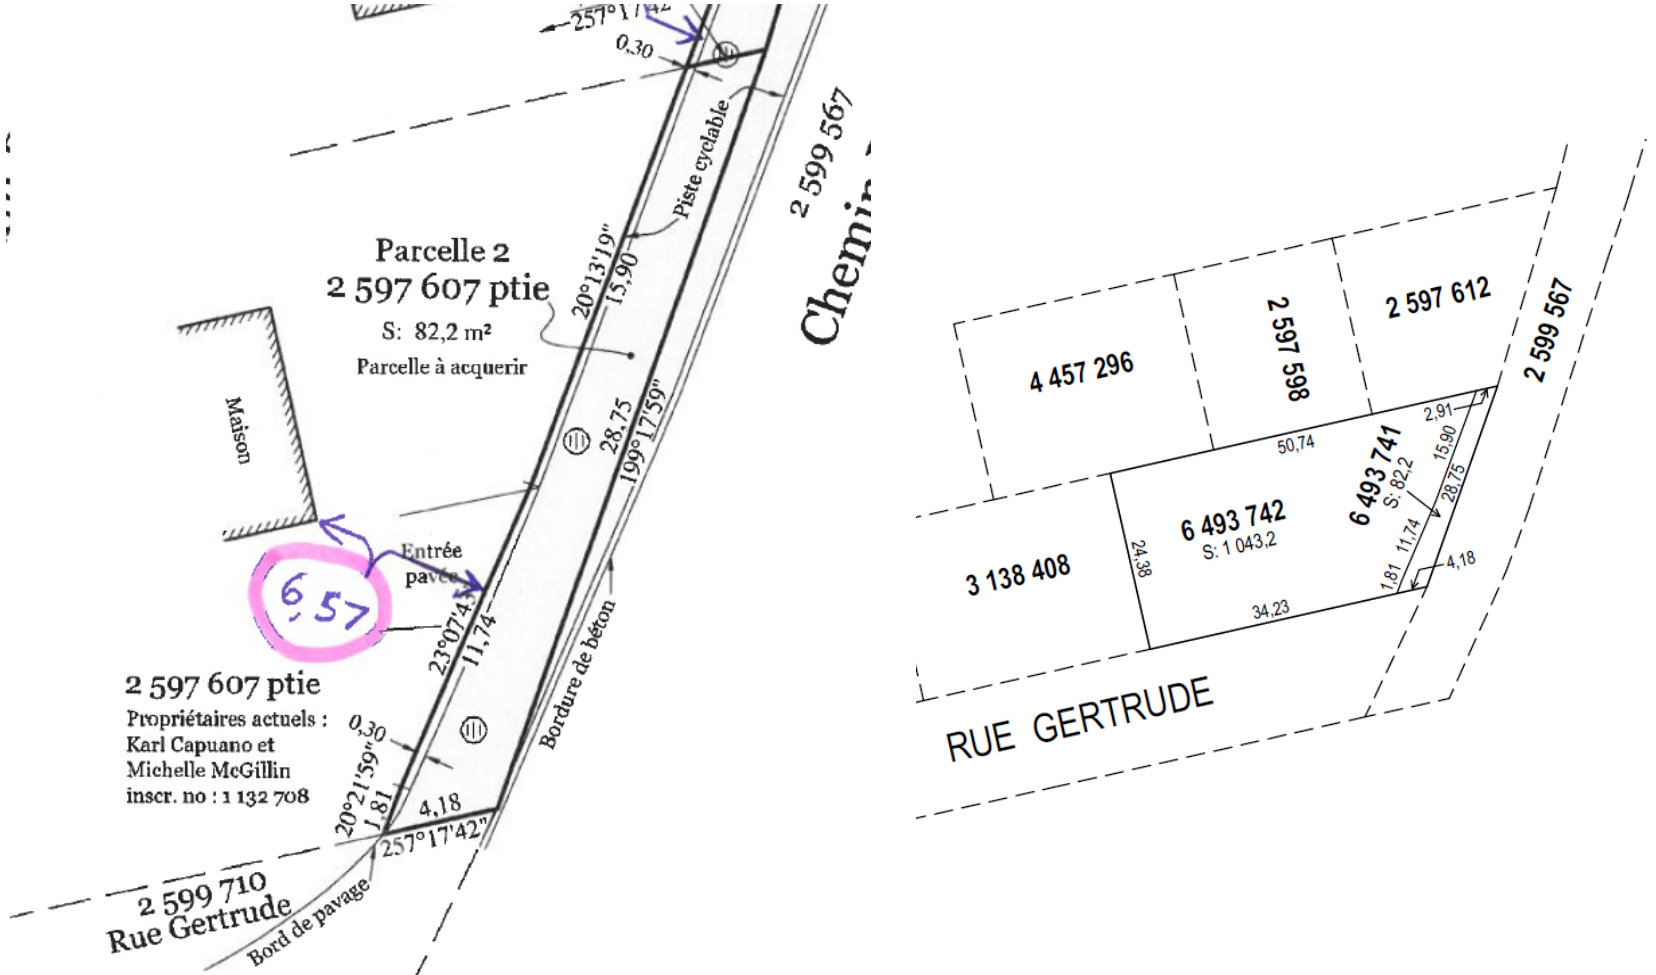 257°17'42
0,30
Piste cyclable
2 599 567
Chemin
Parcelle 2
2 597 607 ptie
S: 82,2 m²
Parcelle à acquerir
20°13'19"
15,90
28,75
199°17'59"
Maison
Entrée
pavée
6,57
23°07'43
11,74
Bordure de béton
2 597 607 ptie
Propriétaires actuels :
Karl Capuano et
Michelle McGillin
inscr. no : 1 132 708
0,30
20°21'59"
1,81
4,18
257°17'42"
2 599 710
Rue Gertrude
Bord de pavage
2 597 612
2 599 567
2 597 598
4 457 296
2,91
50,74
15,90
6 493 741
S: 82,2
28,75
6 493 742
S: 1 043,2
11,74
24,38
3 138 408
1,81
4,18
34,23
RUE GERTRUDE